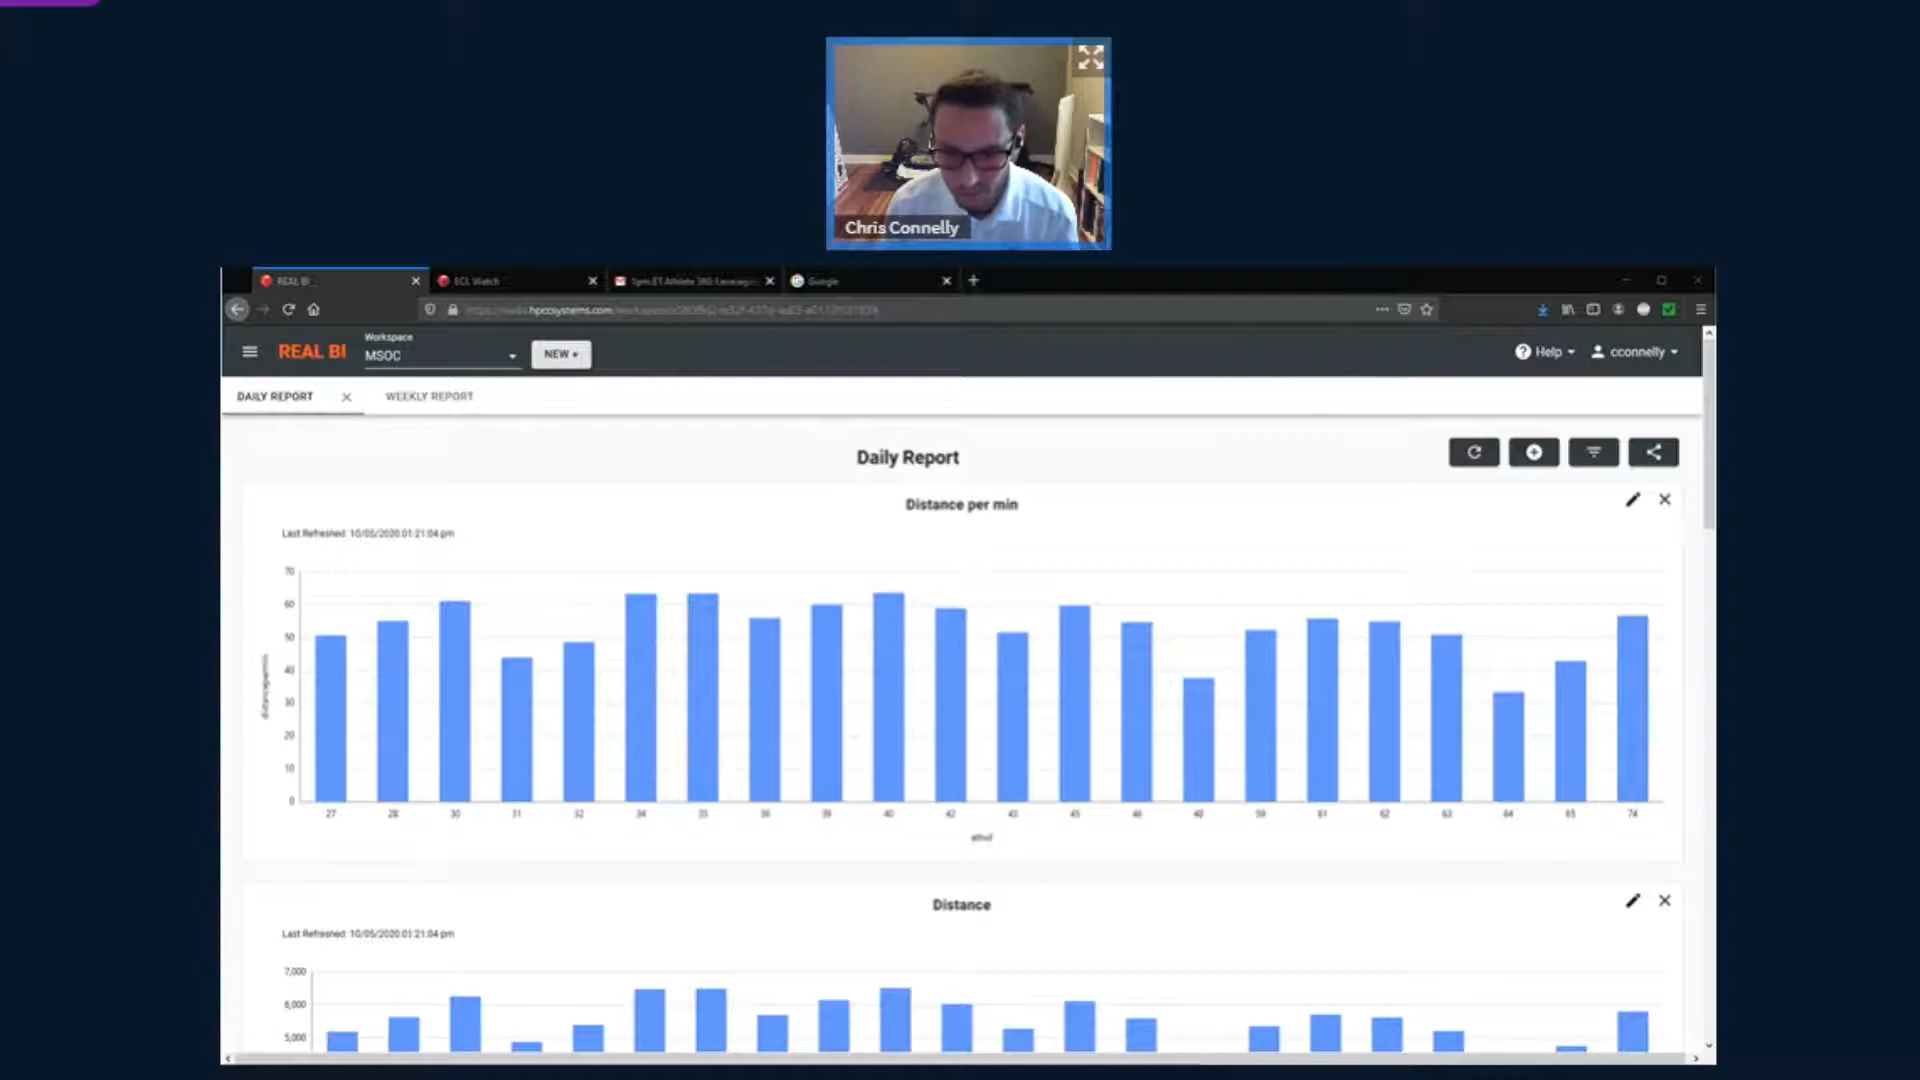 Chris Connelly
REAL BI
ECL Watch
Google
hpccsystems.com
Workspace
REAL BI
MSOC
NEW +
Help
cconnelly
DAILY REPORT
WEEKLY REPORT
Daily Report
Distance per min
Last Refreshed: 10/05/2020 01:21:04 pm
70
60
50
40
30
20
10
0
27 28 30 31 32 34 35 36 39 40 42 43 45 46 48 59 61 62 63 64 65 74
Distance
Last Refreshed: 10/05/2020 01:21:04 pm
7,000
6,000
5,000